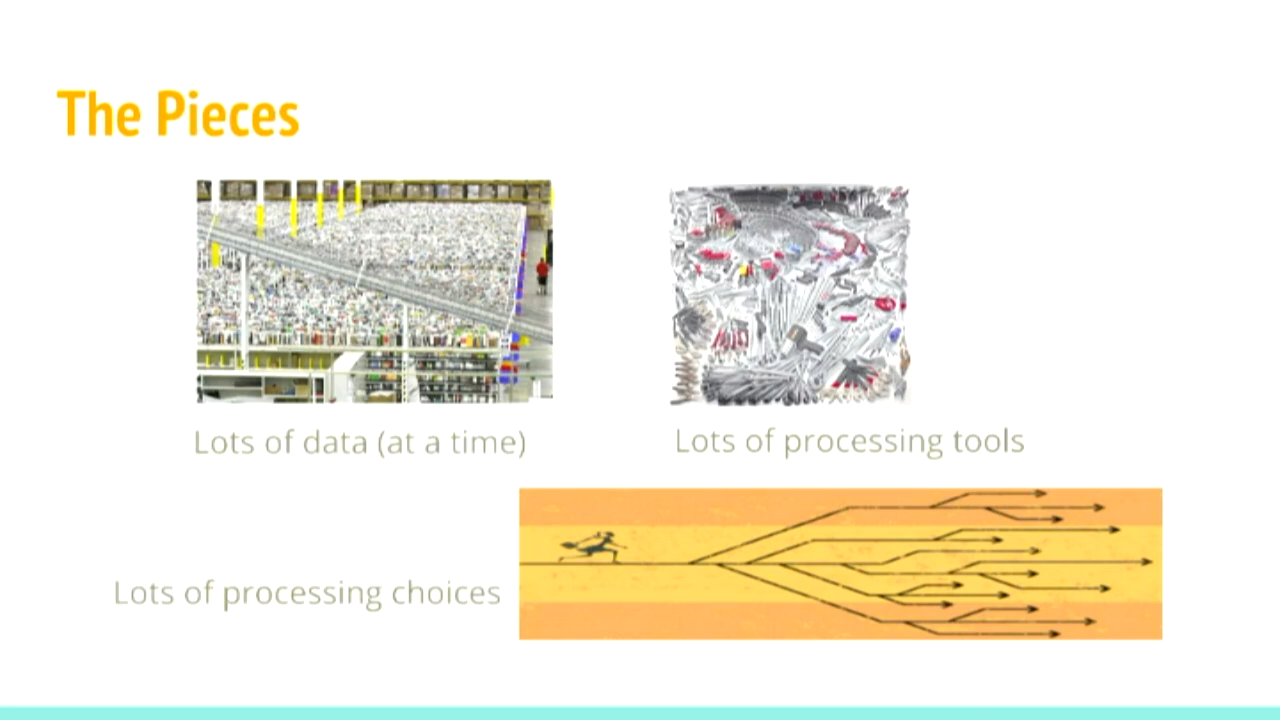 The Pieces
Lots of data (at a time)
Lots of processing tools
Lots of processing choices